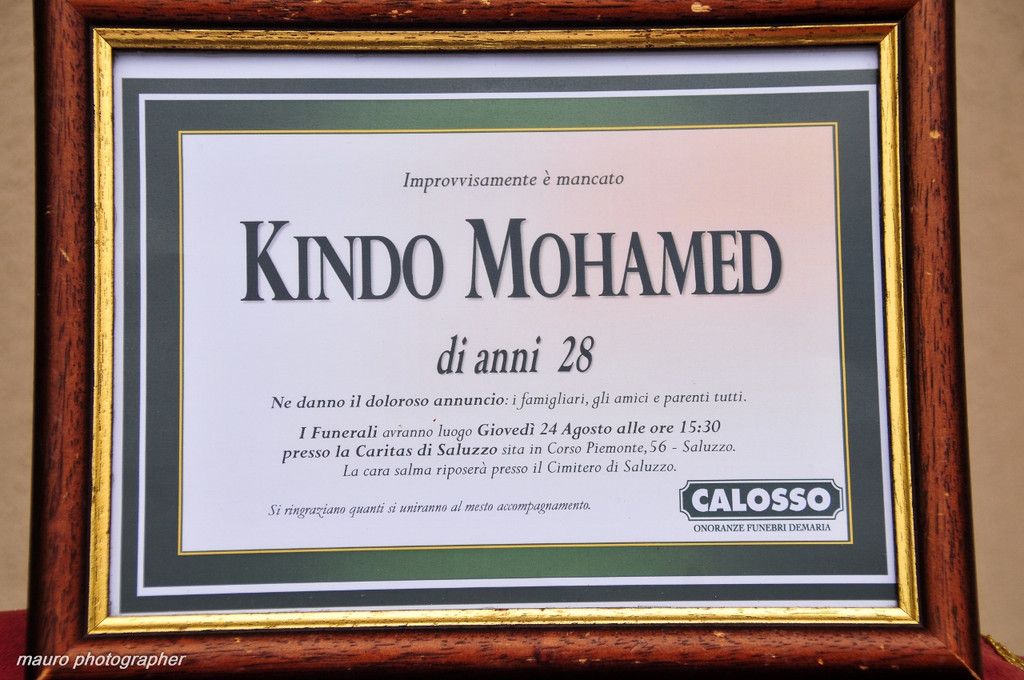 Improvvisamente è mancato
KINDO MOHAMED
di anni 28
Ne danno il doloroso annuncio: i famigliari, gli amici e parenti tutti.
I Funerali avranno luogo Giovedì 24 Agosto alle ore 15:30
presso la Caritas di Saluzzo sita in Corso Piemonte, 56 - Saluzzo.
La cara salma riposerà presso il Cimitero di Saluzzo.
Si ringraziano quanti si uniranno al mesto accompagnamento.
CALOSSO
ONORANZE FUNEBRI DEMARIA
mauro photographer